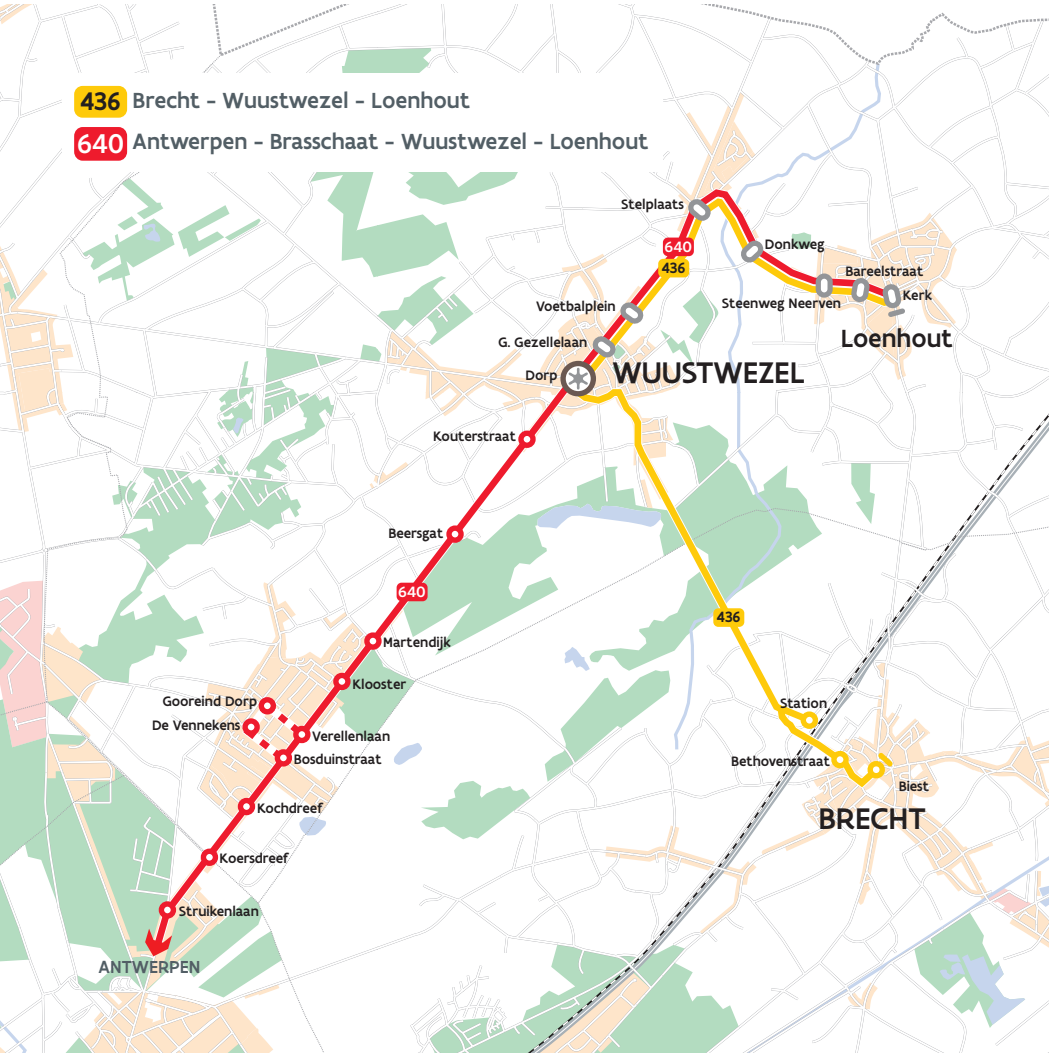 436 Brecht - Wuustwezel - Loenhout
640 Antwerpen - Brasschaat - Wuustwezel - Loenhout
Stelplaats
Donkweg
640
436
Bareelstraat
Kerk
Steenweg Neerven
Voetbalplein
Loenhout
G. Gezellelaan
Dorp
WUUSTWEZEL
Kouterstraat
Beersgat
640
436
Martendijk
Klooster
Gooreind Dorp
Station
De Vennekens
Verellenlaan
Bosduinstraat
Bethovenstraat
Biest
Kochdreef
BRECHT
Koersdreef
Struikenlaan
ANTWERPEN